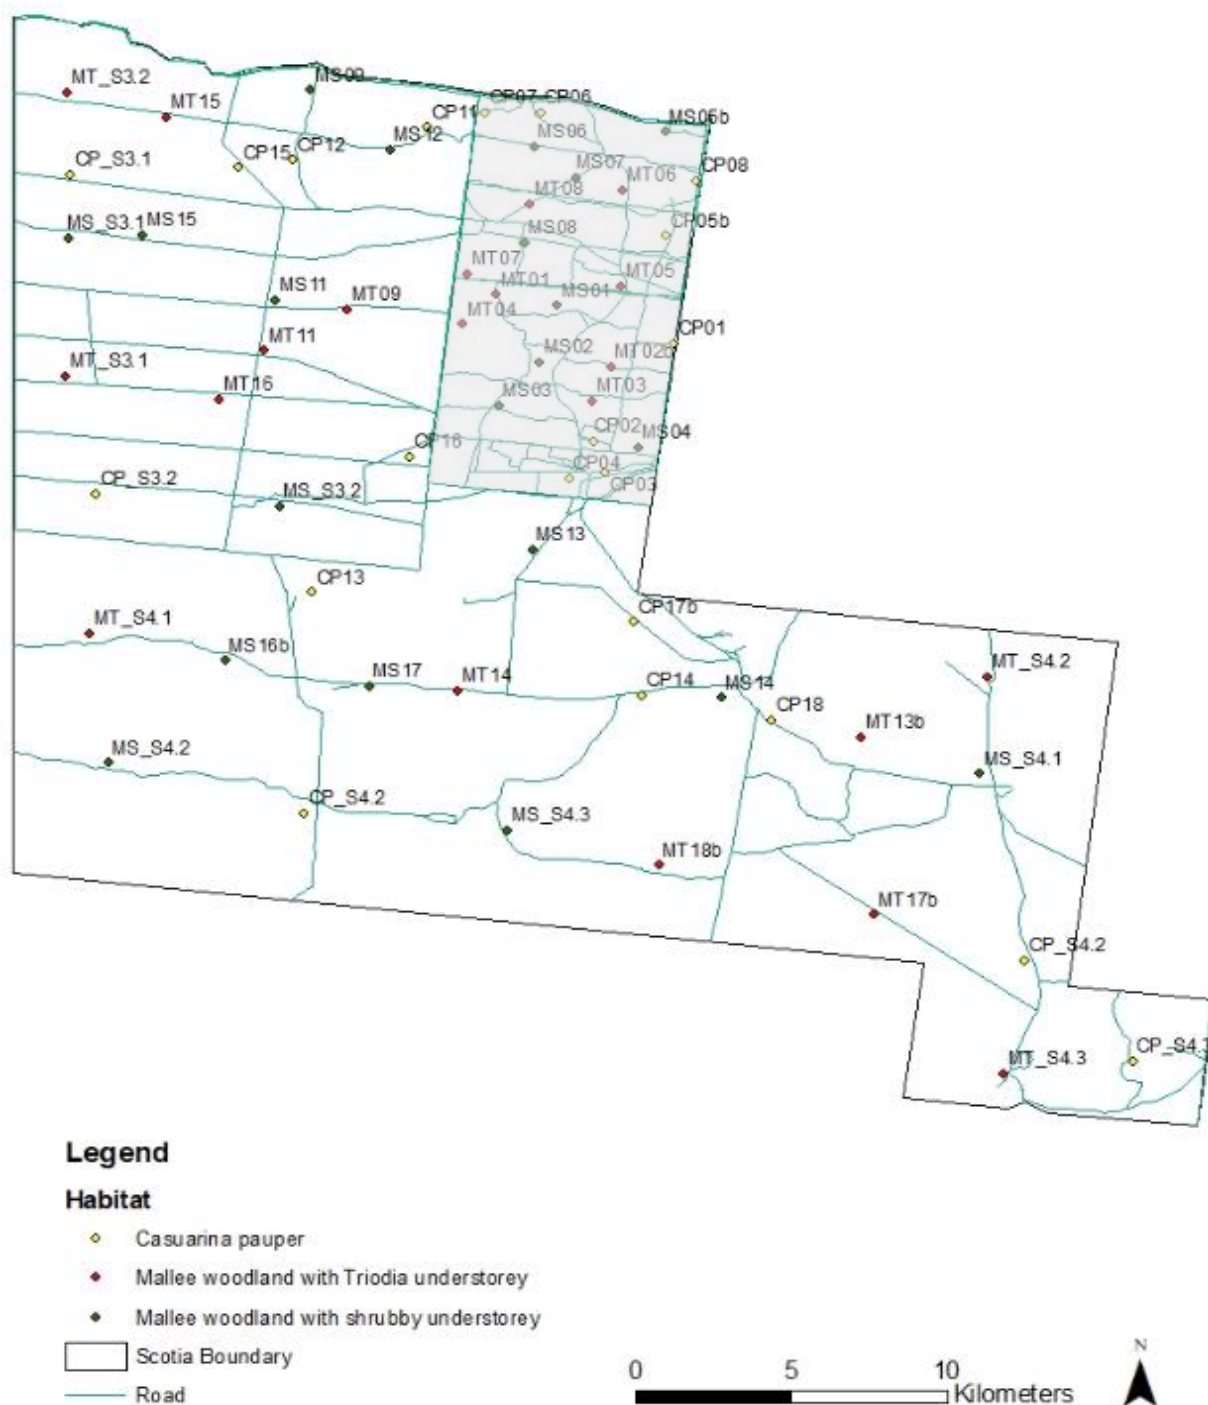 MS09
MT_S3.2
MT15
CP07
CP06
CP11
MS05b
MS12
MS06
CP12
CP15
CP_S3.1
MS07
CP08
MT06
MT08
CP05b
MS_S3.1
MS15
MS08
MT07
MT01
MT05
MS11
MT09
MS01
MT04
CP01
MT11
MS02
MT02b
MT_S3.1
MT16
MS03
MT03
CP02
MS04
CP16
CP04
CP03
CP_S3.2
MS_S3.2
MS13
CP13
CP17b
MT_S4.1
MS16b
MS17
MT14
CP14
MS14
MT_S4.2
CP18
MT13b
MS_S4.2
MS_S4.1
CP_S4.2
MS_S4.3
MT18b
MT17b
CP_S4.2
MT_S4.3
CP_S4.3
Legend
Habitat
Casuarina pauper
Mallee woodland with Triodia understorey
Mallee woodland with shrubby understorey
Scotia Boundary
Road
0 5 10
Kilometers
N